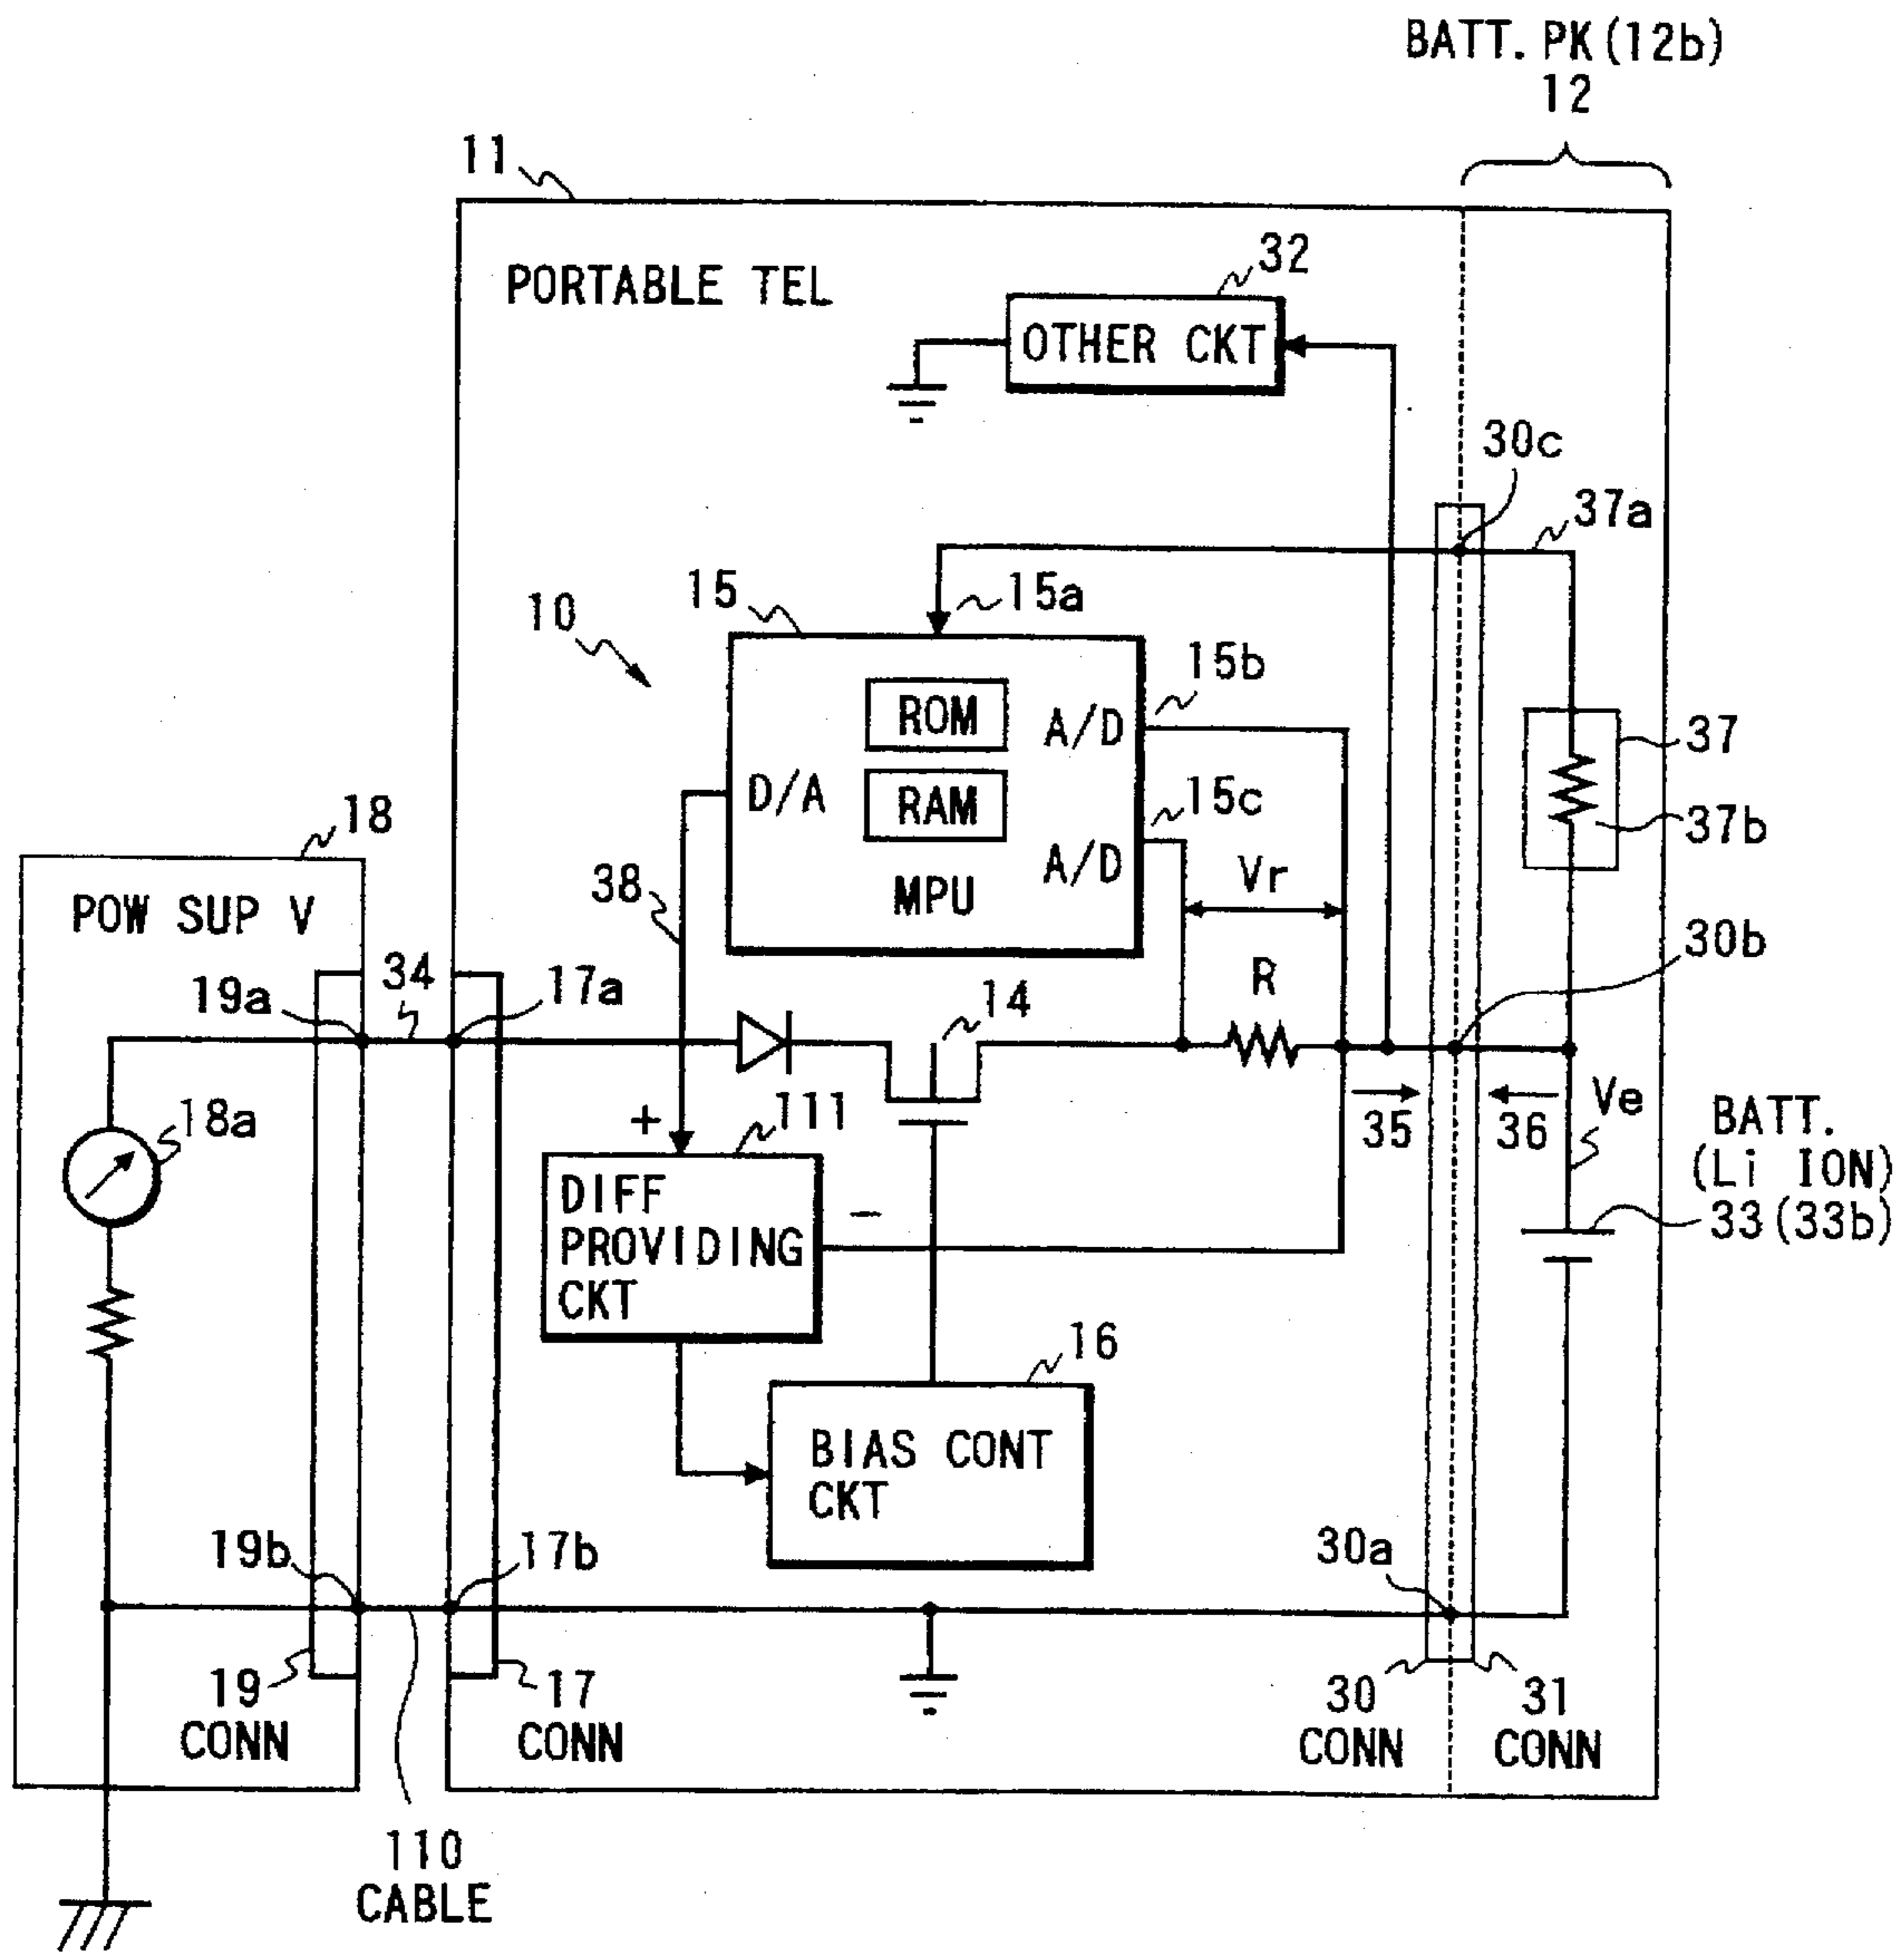 BATT. PK (12b)
12
11
PORTABLE TEL
32
OTHER CKT
30c
37a
15
15a
10
15b
ROM
A/D
37
D/A
RAM
15c
37b
18
A/D
Vr
MPU
38
POW SUP V
30b
34
19a
17a
14
R
18a
+
111
35
36
Ve
BATT.
(Li ION)
33 (33b)
DIFF
PROVIDING
CKT
−
16
BIAS CONT
CKT
19b
17b
30a
19
CONN
17
CONN
30
CONN
31
CONN
110
CABLE